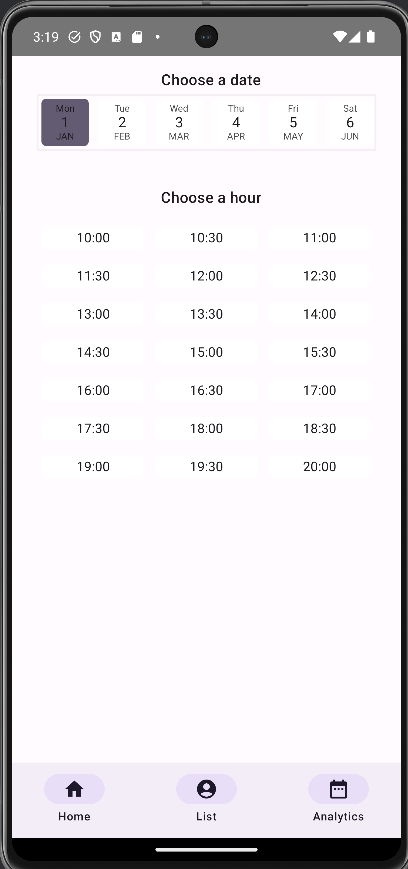 3:19
Choose a date
Mon Tue Wed Thu Fri Sat
1 2 3 4 5 6
JAN FEB MAR APR MAY JUN
Choose a hour
10:00 10:30 11:00
11:30 12:00 12:30
13:00 13:30 14:00
14:30 15:00 15:30
16:00 16:30 17:00
17:30 18:00 18:30
19:00 19:30 20:00
Home List Analytics